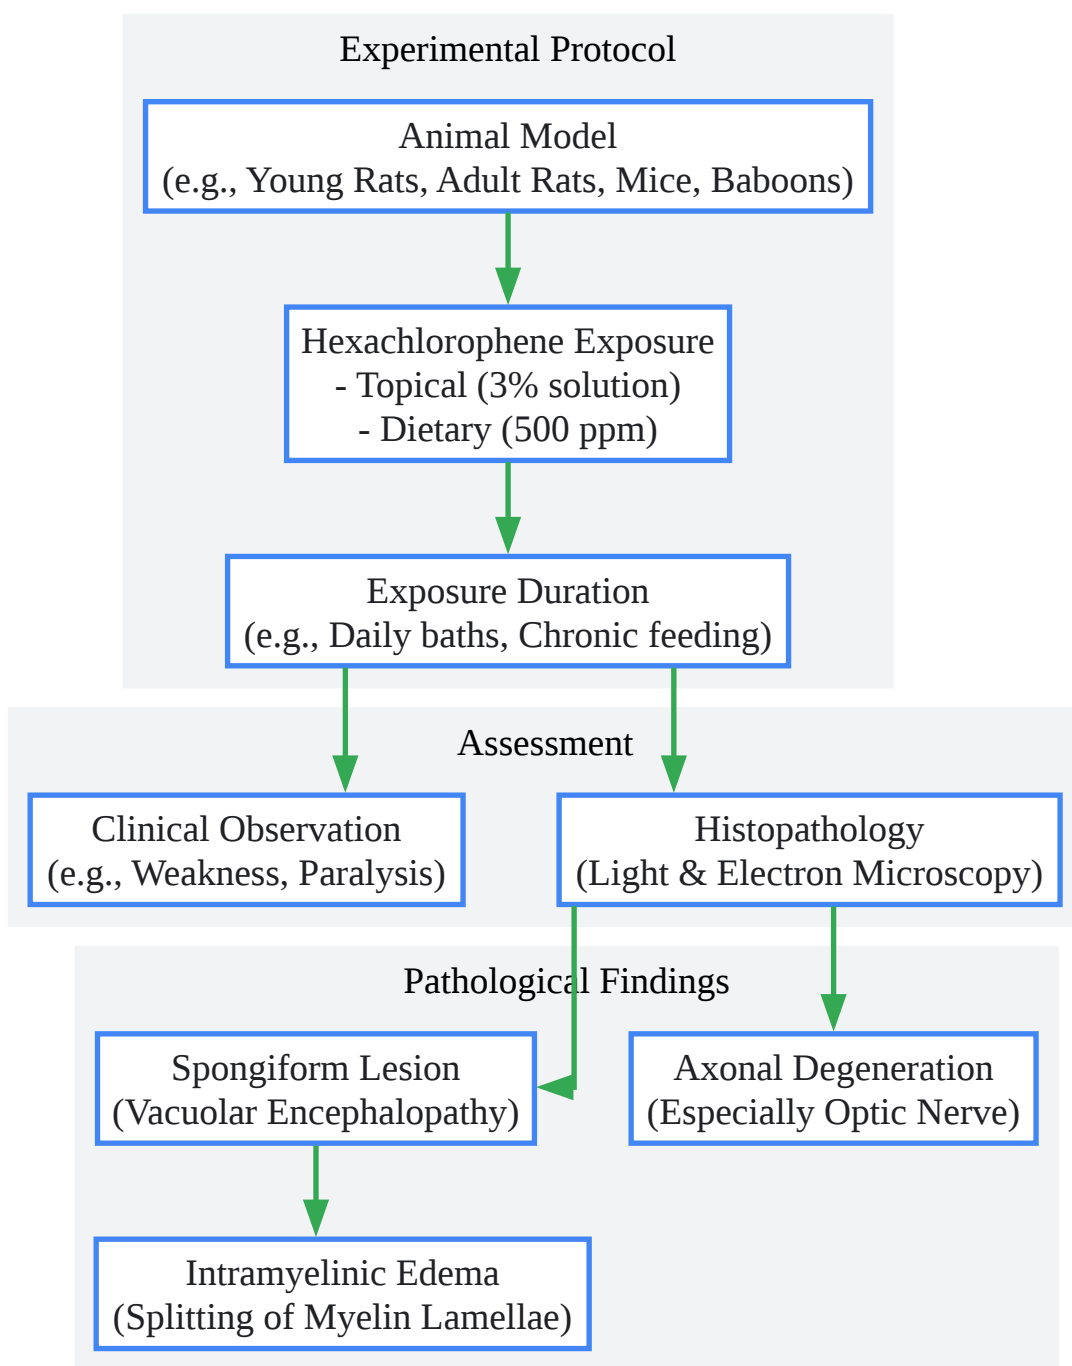 Experimental Protocol
Animal Model
(e.g., Young Rats, Adult Rats, Mice, Baboons)
Hexachlorophene Exposure
- Topical (3% solution)
- Dietary (500 ppm)
Exposure Duration
(e.g., Daily baths, Chronic feeding)
Assessment
Clinical Observation
(e.g., Weakness, Paralysis)
Histopathology
(Light & Electron Microscopy)
Pathological Findings
Spongiform Lesion
(Vacuolar Encephalopathy)
Axonal Degeneration
(Especially Optic Nerve)
Intramyelinic Edema
(Splitting of Myelin Lamellae)